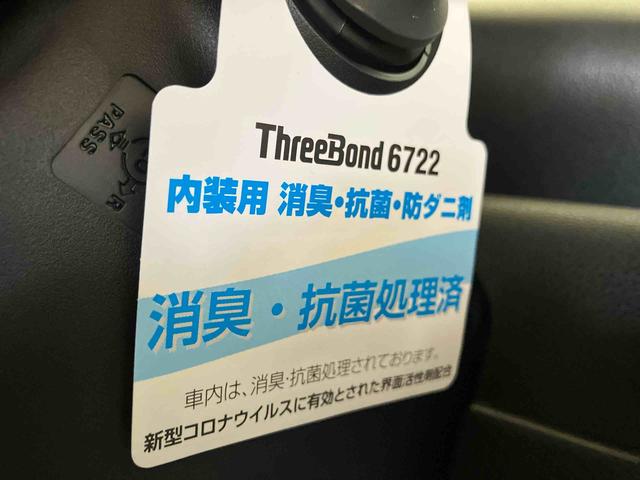 PASS
ThreeBond 6722
内装用 消臭・抗菌・防ダニ剤
消臭・抗菌処理済
車内は、消臭・抗菌処理されております。
新型コロナウイルスに有効とされた界面活性剤配合